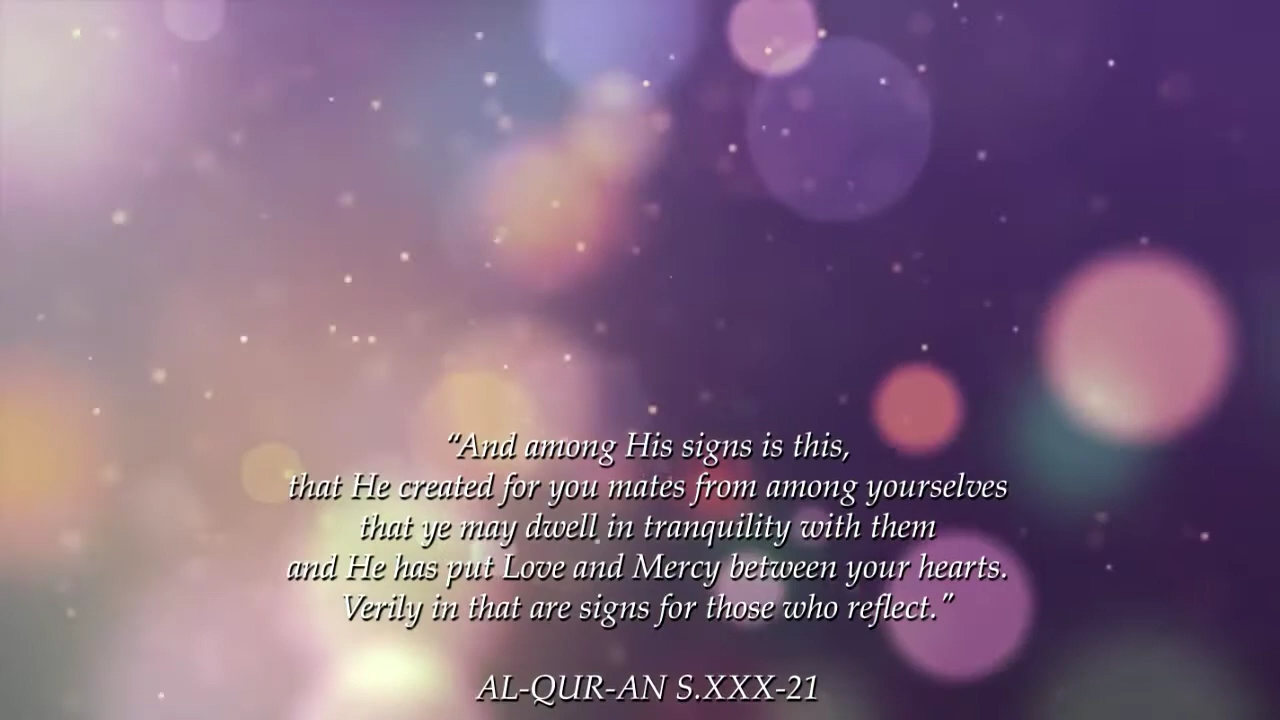 “And among His signs is this,
that He created for you mates from among yourselves
that ye may dwell in tranquility with them
and He has put Love and Mercy between your hearts.
Verily in that are signs for those who reflect.”
AL-QUR-AN S.XXX-21